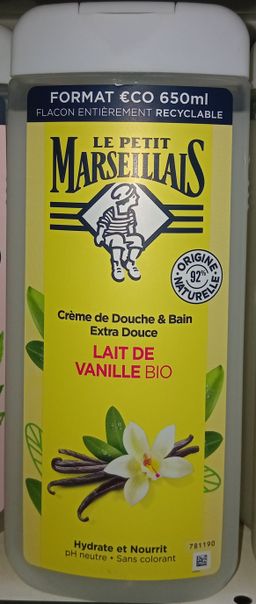 FORMAT €CO 650ml
FLACON ENTIÈREMENT RECYCLABLE
LE PETIT
MARSEILLAIS
ORIGINE
92%
NATURELLE
Crème de Douche & Bain
Extra Douce
LAIT DE
VANILLE BIO
Hydrate et Nourrit
pH neutre • Sans colorant
781190